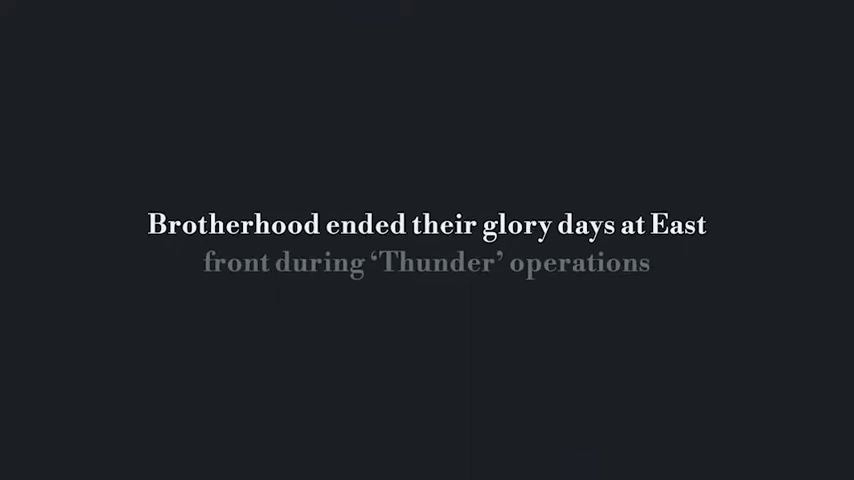 Brotherhood ended their glory days at East
front during ‘Thunder’ operations